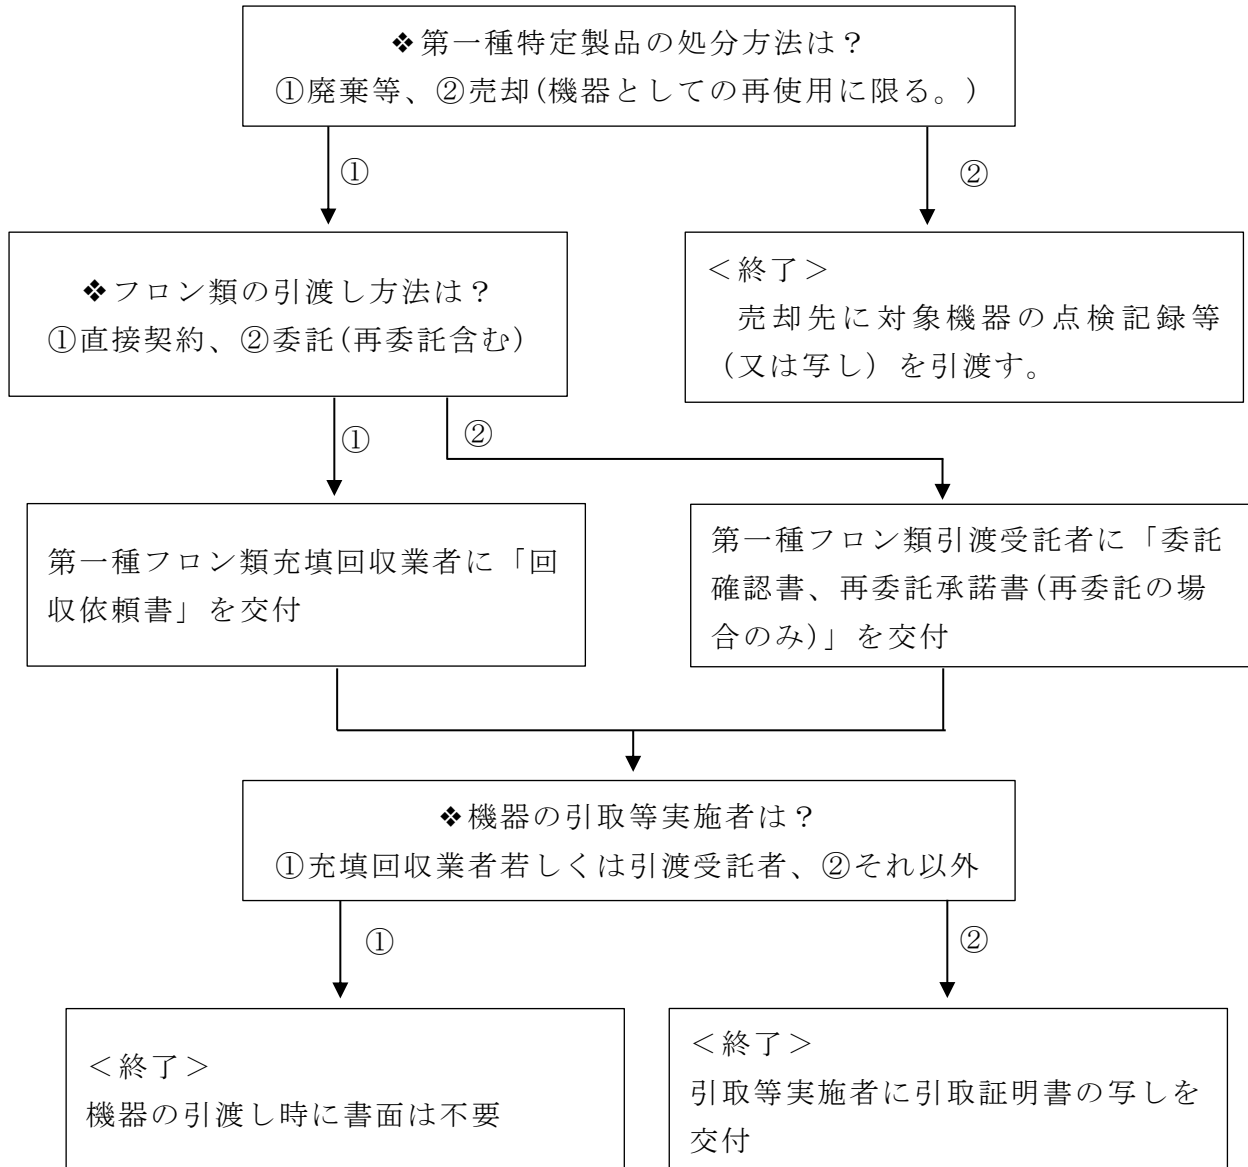 ❖第一種特定製品の処分方法は？
①廃棄等、②売却(機器としての再使用に限る。)
①
②
❖フロン類の引渡し方法は？
①直接契約、②委託(再委託含む)
＜終了＞
売却先に対象機器の点検記録等
（又は写し）を引渡す。
①
②
第一種フロン類充填回収業者に「回
収依頼書」を交付
第一種フロン類引渡受託者に「委託
確認書、再委託承諾書(再委託の場
合のみ)」を交付
❖機器の引取等実施者は？
①充填回収業者若しくは引渡受託者、②それ以外
①
②
＜終了＞
機器の引渡し時に書面は不要
＜終了＞
引取等実施者に引取証明書の写しを
交付